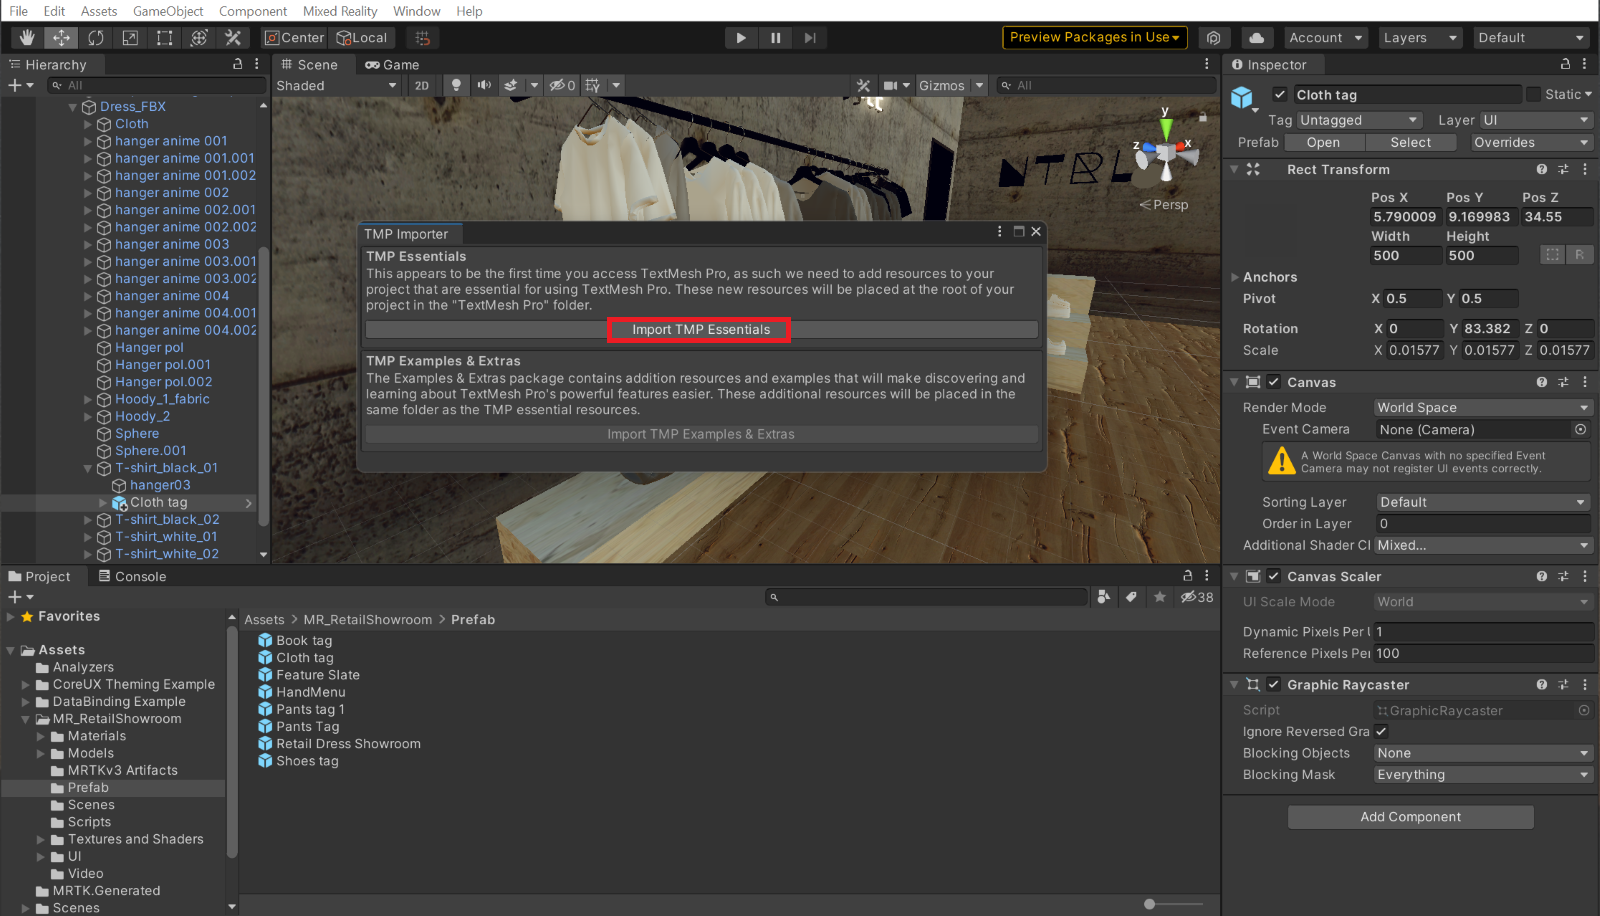 File Edit Assets GameObject Component Mixed Reality Window Help
Center Local Preview Packages in Use Account Layers Default
Hierarchy
All
Dress_FBX
Cloth
hanger anime 001
hanger anime 001.001
hanger anime 001.002
hanger anime 002
hanger anime 002.001
hanger anime 002.002
hanger anime 003
hanger anime 003.001
hanger anime 003.002
hanger anime 004
hanger anime 004.001
hanger anime 004.002
Hanger pol
Hanger pol.001
Hanger pol.002
Hoody_1_fabric
Hoody_2
Sphere
Sphere.001
T-shirt_black_01
hanger03
Cloth tag
T-shirt_black_02
T-shirt_white_01
T-shirt_white_02
Scene Game
Shaded 2D 0 Gizmos All
NTBL
y
z x
Persp
TMP Importer
TMP Essentials
This appears to be the first time you access TextMesh Pro, as such we need to add resources to your
project that are essential for using TextMesh Pro. These new resources will be placed at the root of your
project in the "TextMesh Pro" folder.
Import TMP Essentials
TMP Examples & Extras
The Examples & Extras package contains addition resources and examples that will make discovering and
learning about TextMesh Pro's powerful features easier. These additional resources will be placed in the
same folder as the TMP essential resources.
Import TMP Examples & Extras
Project Console
38
Favorites
Assets
Analyzers
CoreUX Theming Example
DataBinding Example
MR_RetailShowroom
Materials
Models
MRTKv3 Artifacts
Prefab
Scenes
Scripts
Textures and Shaders
UI
Video
MRTK.Generated
Scenes
Assets > MR_RetailShowroom > Prefab
Book tag
Cloth tag
Feature Slate
HandMenu
Pants tag 1
Pants Tag
Retail Dress Showroom
Shoes tag
Inspector
Cloth tag Static
Tag Untagged Layer UI
Prefab Open Select Overrides
Rect Transform
Pos X Pos Y Pos Z
5.790009 9.169983 34.55
Width Height
500 500 R
Anchors
Pivot X 0.5 Y 0.5
Rotation X 0 Y 83.382 Z 0
Scale X 0.01577 Y 0.01577 Z 0.01577
Canvas
Render Mode World Space
Event Camera None (Camera)
A World Space Canvas with no specified Event
Camera may not register UI events correctly.
Sorting Layer Default
Order in Layer 0
Additional Shader Cl Mixed...
Canvas Scaler
UI Scale Mode World
Dynamic Pixels Per U 1
Reference Pixels Per 100
Graphic Raycaster
Script GraphicRaycaster
Ignore Reversed Gra
Blocking Objects None
Blocking Mask Everything
Add Component